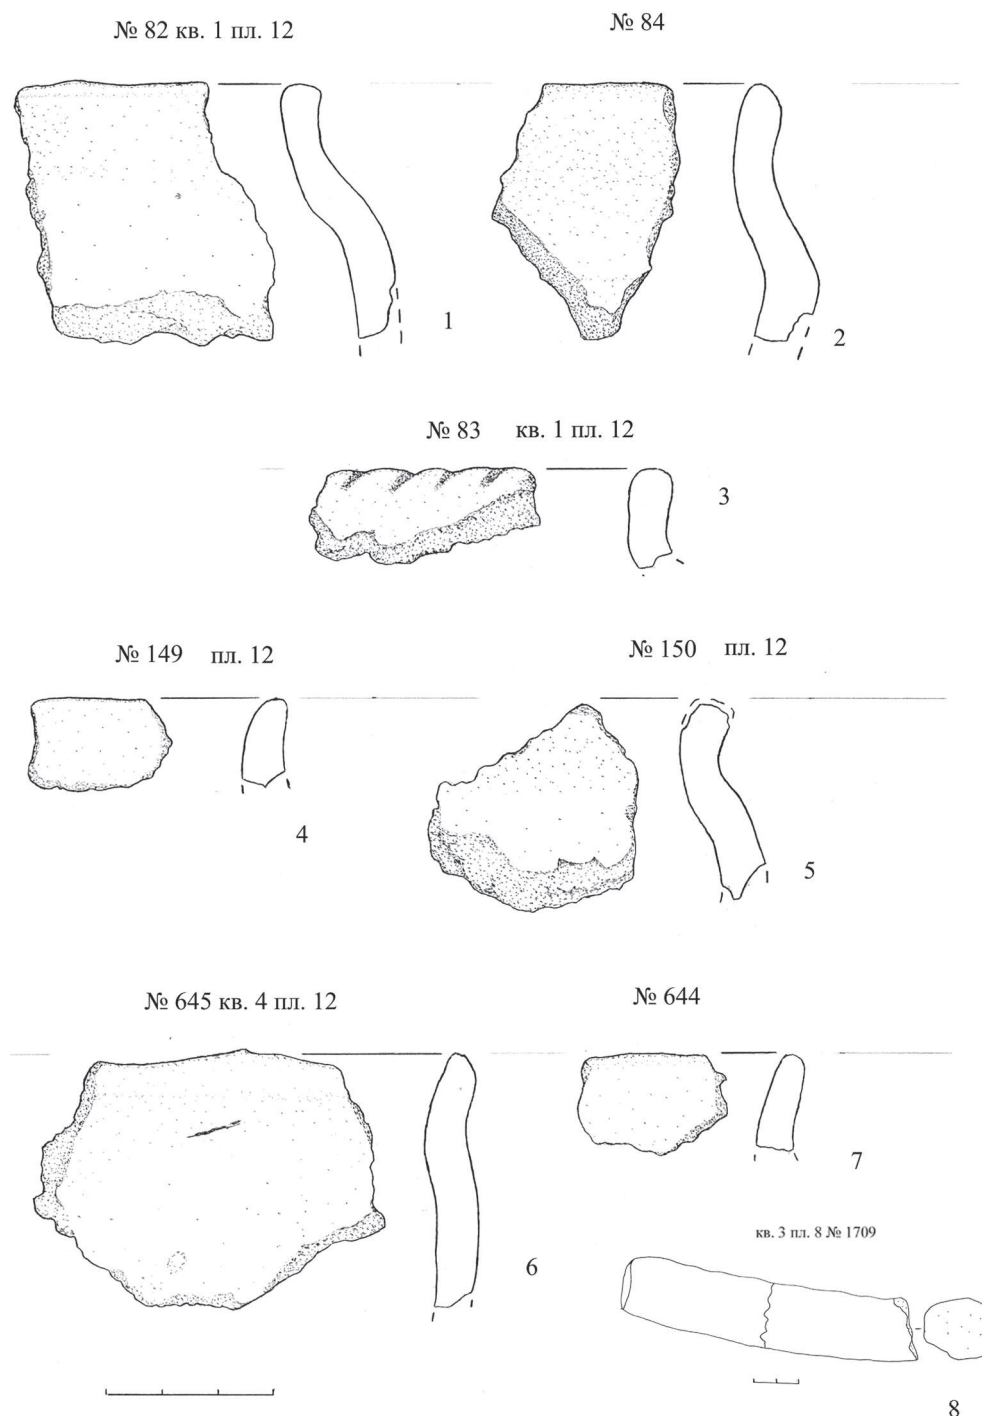 № 82 кв. 1 пл. 12
№ 84
1
2
№ 83 кв. 1 пл. 12
3
№ 149 пл. 12
№ 150 пл. 12
4
5
№ 645 кв. 4 пл. 12
№ 644
7
кв. 3 пл. 8 № 1709
6
8